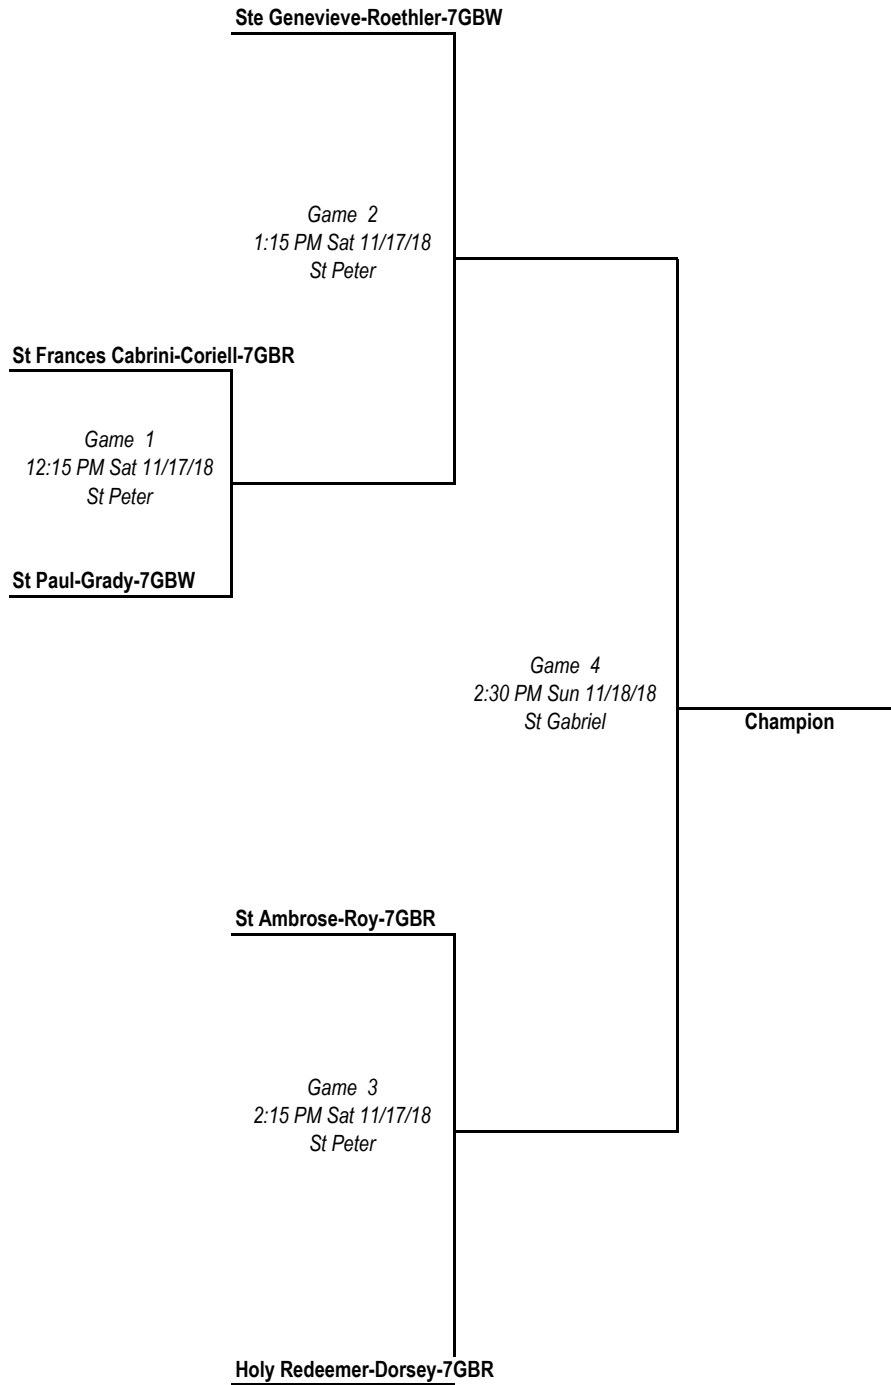 Ste Genevieve-Roethler-7GBW
Game 2
1:15 PM Sat 11/17/18
St Peter
St Frances Cabrini-Coriell-7GBR
Game 1
12:15 PM Sat 11/17/18
St Peter
St Paul-Grady-7GBW
Game 4
2:30 PM Sun 11/18/18
St Gabriel
Champion
St Ambrose-Roy-7GBR
Game 3
2:15 PM Sat 11/17/18
St Peter
Holy Redeemer-Dorsey-7GBR